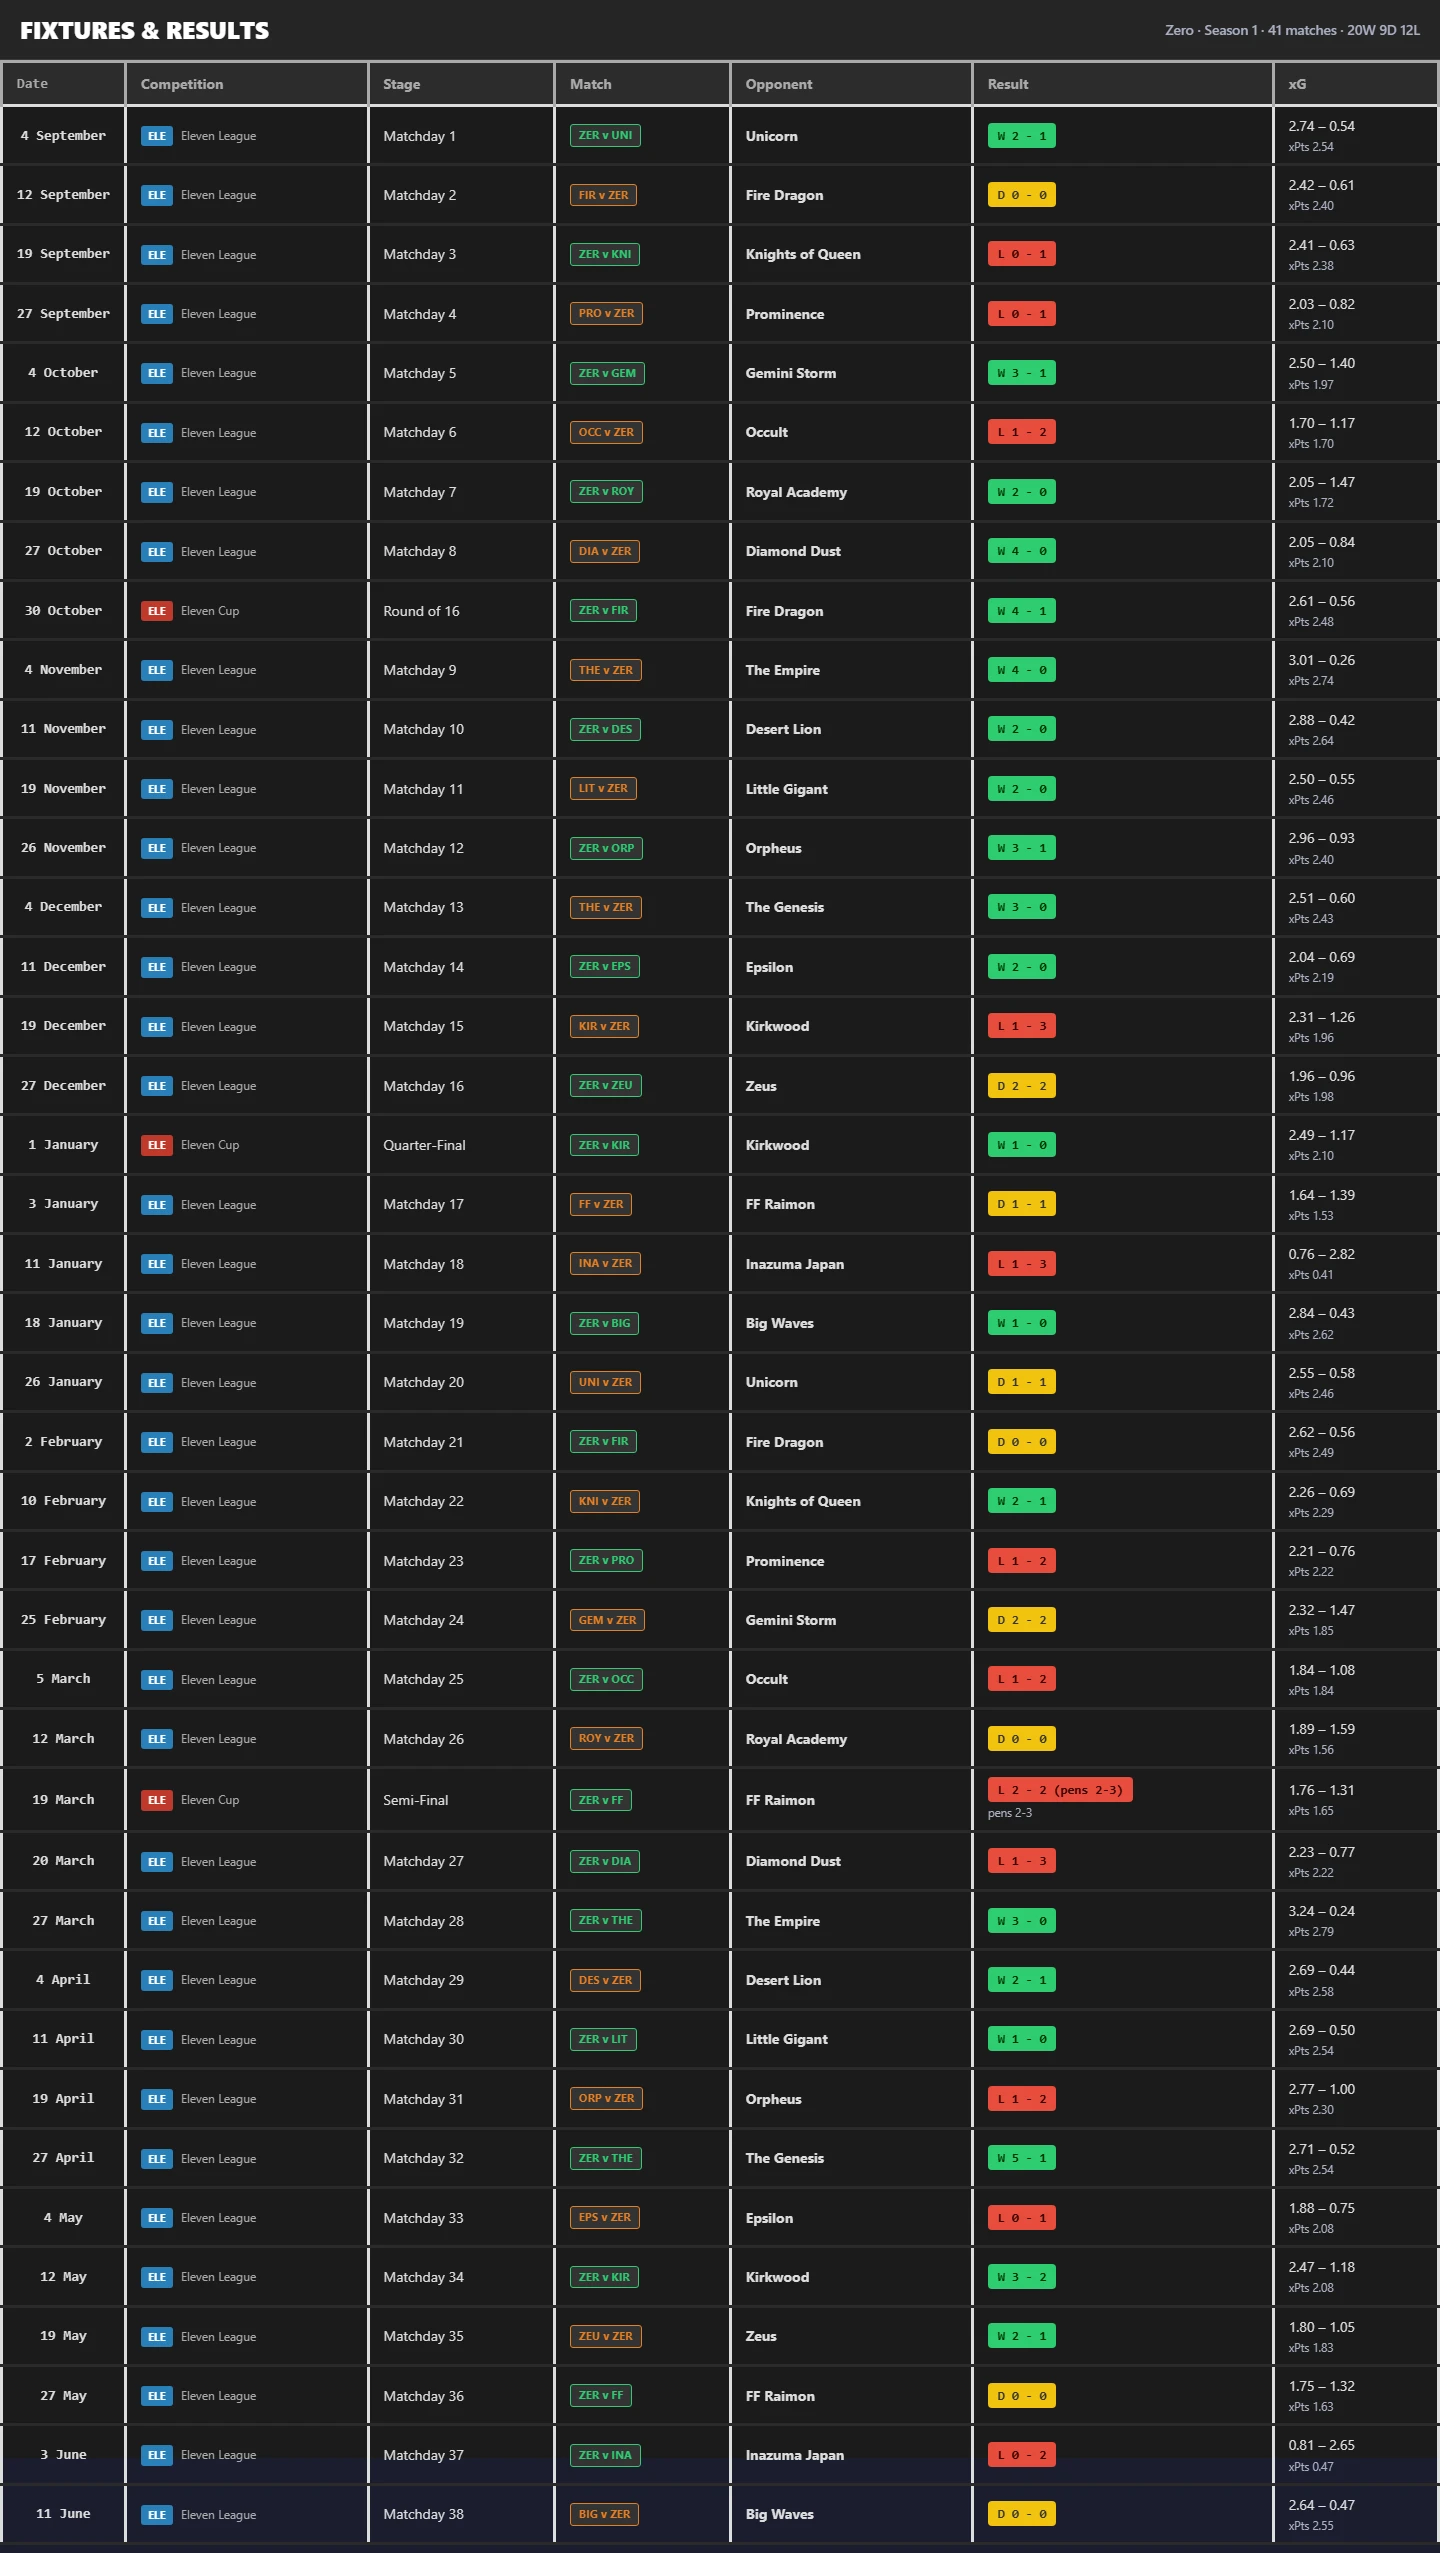 FIXTURES & RESULTS
Zero · Season 1 · 41 matches · 20W 9D 12L
Date Competition Stage Match Opponent Result xG
4 September ELE Eleven League Matchday 1 ZER v UNI Unicorn W 2 - 1 2.74 – 0.54
xPts 2.54
12 September ELE Eleven League Matchday 2 FIR v ZER Fire Dragon D 0 - 0 2.42 – 0.61
xPts 2.40
19 September ELE Eleven League Matchday 3 ZER v KNI Knights of Queen L 0 - 1 2.41 – 0.63
xPts 2.38
27 September ELE Eleven League Matchday 4 PRO v ZER Prominence L 0 - 1 2.03 – 0.82
xPts 2.10
4 October ELE Eleven League Matchday 5 ZER v GEM Gemini Storm W 3 - 1 2.50 – 1.40
xPts 1.97
12 October ELE Eleven League Matchday 6 OCC v ZER Occult L 1 - 2 1.70 – 1.17
xPts 1.70
19 October ELE Eleven League Matchday 7 ZER v ROY Royal Academy W 2 - 0 2.05 – 1.47
xPts 1.72
27 October ELE Eleven League Matchday 8 DIA v ZER Diamond Dust W 4 - 0 2.05 – 0.84
xPts 2.10
30 October ELE Eleven Cup Round of 16 ZER v FIR Fire Dragon W 4 - 1 2.61 – 0.56
xPts 2.48
4 November ELE Eleven League Matchday 9 THE v ZER The Empire W 4 - 0 3.01 – 0.26
xPts 2.74
11 November ELE Eleven League Matchday 10 ZER v DES Desert Lion W 2 - 0 2.88 – 0.42
xPts 2.64
19 November ELE Eleven League Matchday 11 LIT v ZER Little Gigant W 2 - 0 2.50 – 0.55
xPts 2.46
26 November ELE Eleven League Matchday 12 ZER v ORP Orpheus W 3 - 1 2.96 – 0.93
xPts 2.40
4 December ELE Eleven League Matchday 13 THE v ZER The Genesis W 3 - 0 2.51 – 0.60
xPts 2.43
11 December ELE Eleven League Matchday 14 ZER v EPS Epsilon W 2 - 0 2.04 – 0.69
xPts 2.19
19 December ELE Eleven League Matchday 15 KIR v ZER Kirkwood L 1 - 3 2.31 – 1.26
xPts 1.96
27 December ELE Eleven League Matchday 16 ZER v ZEU Zeus D 2 - 2 1.96 – 0.96
xPts 1.98
1 January ELE Eleven Cup Quarter-Final ZER v KIR Kirkwood W 1 - 0 2.49 – 1.17
xPts 2.10
3 January ELE Eleven League Matchday 17 FF v ZER FF Raimon D 1 - 1 1.64 – 1.39
xPts 1.53
11 January ELE Eleven League Matchday 18 INA v ZER Inazuma Japan L 1 - 3 0.76 – 2.82
xPts 0.41
18 January ELE Eleven League Matchday 19 ZER v BIG Big Waves W 1 - 0 2.84 – 0.43
xPts 2.62
26 January ELE Eleven League Matchday 20 UNI v ZER Unicorn D 1 - 1 2.55 – 0.58
xPts 2.46
2 February ELE Eleven League Matchday 21 ZER v FIR Fire Dragon D 0 - 0 2.62 – 0.56
xPts 2.49
10 February ELE Eleven League Matchday 22 KNI v ZER Knights of Queen W 2 - 1 2.26 – 0.69
xPts 2.29
17 February ELE Eleven League Matchday 23 ZER v PRO Prominence L 1 - 2 2.21 – 0.76
xPts 2.22
25 February ELE Eleven League Matchday 24 GEM v ZER Gemini Storm D 2 - 2 2.32 – 1.47
xPts 1.85
5 March ELE Eleven League Matchday 25 ZER v OCC Occult L 1 - 2 1.84 – 1.08
xPts 1.84
12 March ELE Eleven League Matchday 26 ROY v ZER Royal Academy D 0 - 0 1.89 – 1.59
xPts 1.56
19 March ELE Eleven Cup Semi-Final ZER v FF FF Raimon L 2 - 2 (pens 2-3) 1.76 – 1.31
pens 2-3 xPts 1.65
20 March ELE Eleven League Matchday 27 ZER v DIA Diamond Dust L 1 - 3 2.23 – 0.77
xPts 2.22
27 March ELE Eleven League Matchday 28 ZER v THE The Empire W 3 - 0 3.24 – 0.24
xPts 2.79
4 April ELE Eleven League Matchday 29 DES v ZER Desert Lion W 2 - 1 2.69 – 0.44
xPts 2.58
11 April ELE Eleven League Matchday 30 ZER v LIT Little Gigant W 1 - 0 2.69 – 0.50
xPts 2.54
19 April ELE Eleven League Matchday 31 ORP v ZER Orpheus L 1 - 2 2.77 – 1.00
xPts 2.30
27 April ELE Eleven League Matchday 32 ZER v THE The Genesis W 5 - 1 2.71 – 0.52
xPts 2.54
4 May ELE Eleven League Matchday 33 EPS v ZER Epsilon L 0 - 1 1.88 – 0.75
xPts 2.08
12 May ELE Eleven League Matchday 34 ZER v KIR Kirkwood W 3 - 2 2.47 – 1.18
xPts 2.08
19 May ELE Eleven League Matchday 35 ZEU v ZER Zeus W 2 - 1 1.80 – 1.05
xPts 1.83
27 May ELE Eleven League Matchday 36 ZER v FF FF Raimon D 0 - 0 1.75 – 1.32
xPts 1.63
3 June ELE Eleven League Matchday 37 ZER v INA Inazuma Japan L 0 - 2 0.81 – 2.65
xPts 0.47
11 June ELE Eleven League Matchday 38 BIG v ZER Big Waves D 0 - 0 2.64 – 0.47
xPts 2.55